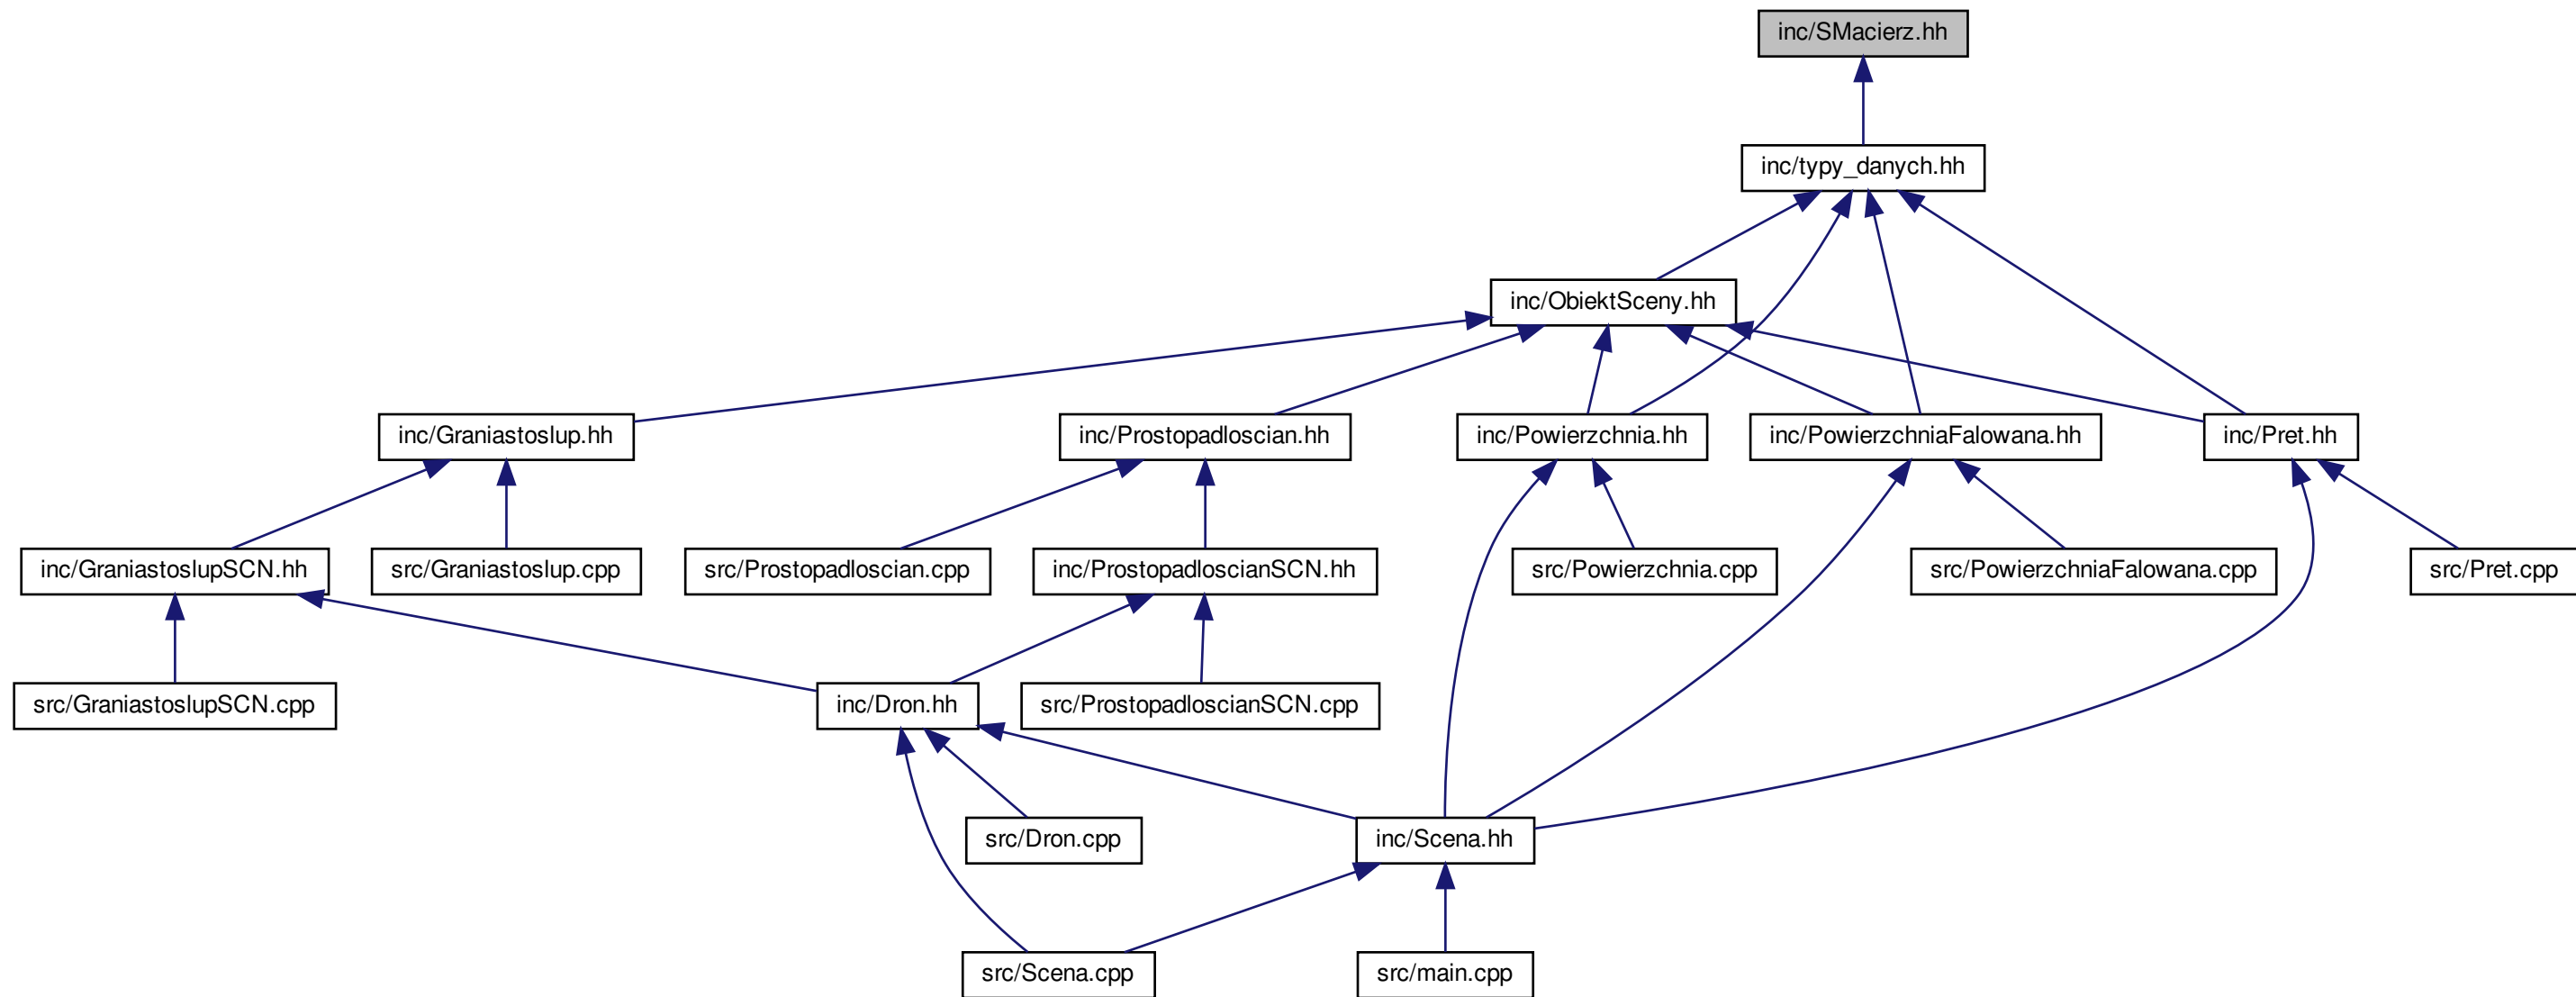 inc/SMacierz.hh
inc/typy_danych.hh
inc/ObiektSceny.hh
inc/Graniastoslup.hh
inc/Prostopadloscian.hh
inc/Powierzchnia.hh
inc/PowierzchniaFalowana.hh
inc/Pret.hh
inc/GraniastoslupSCN.hh
src/Graniastoslup.cpp
src/Prostopadloscian.cpp
inc/ProstopadloscianSCN.hh
src/Powierzchnia.cpp
src/PowierzchniaFalowana.cpp
src/Pret.cpp
src/GraniastoslupSCN.cpp
inc/Dron.hh
src/ProstopadloscianSCN.cpp
src/Dron.cpp
inc/Scena.hh
src/Scena.cpp
src/main.cpp